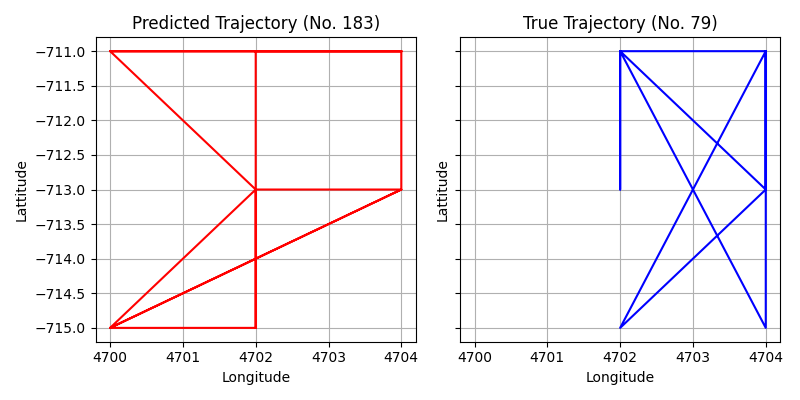 Predicted Trajectory (No. 183)
−711.0
−711.5
−712.0
−712.5
−713.0
−713.5
−714.0
−714.5
−715.0
Lattitude
4700 4701 4702 4703 4704
Longitude
True Trajectory (No. 79)
Lattitude
4700 4701 4702 4703 4704
Longitude